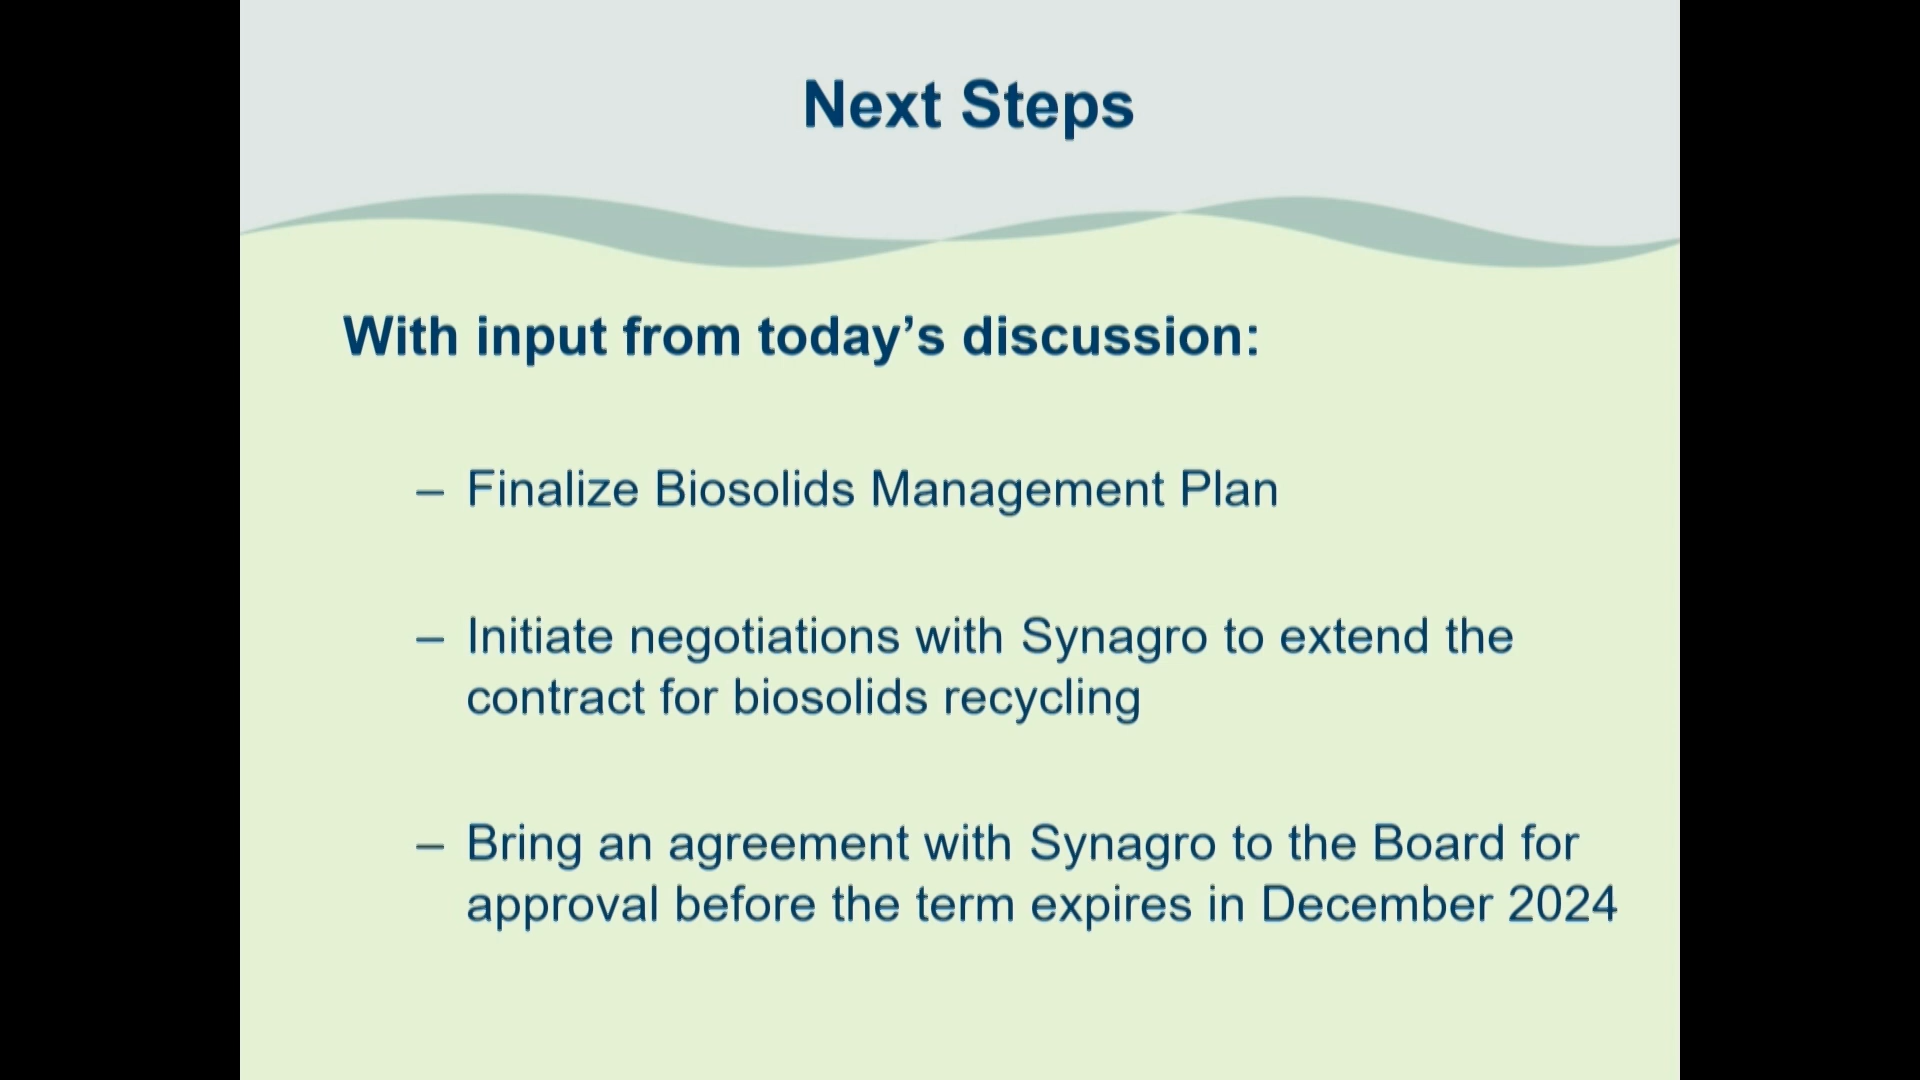 Next Steps
With input from today’s discussion:
– Finalize Biosolids Management Plan
– Initiate negotiations with Synagro to extend the
contract for biosolids recycling
– Bring an agreement with Synagro to the Board for
approval before the term expires in December 2024